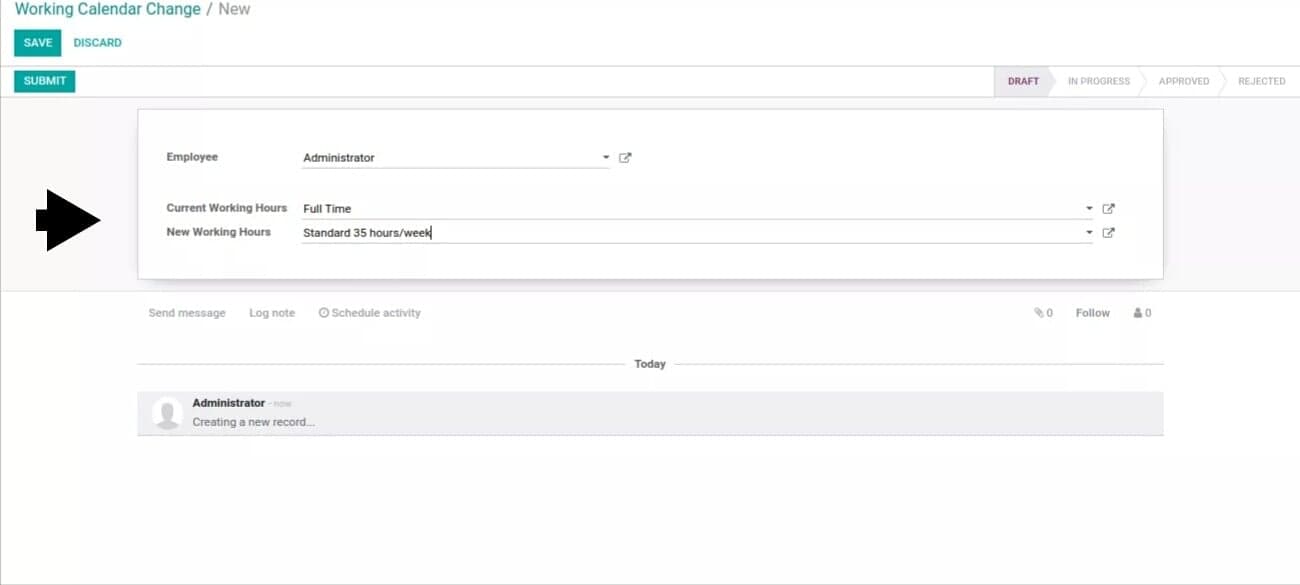 Working Calendar Change / New
SAVE DISCARD
SUBMIT DRAFT IN PROGRESS APPROVED REJECTED
Employee Administrator
Current Working Hours Full Time
New Working Hours Standard 35 hours/week
Send message Log note Schedule activity 0 Follow 0
Today
Administrator - now
Creating a new record...